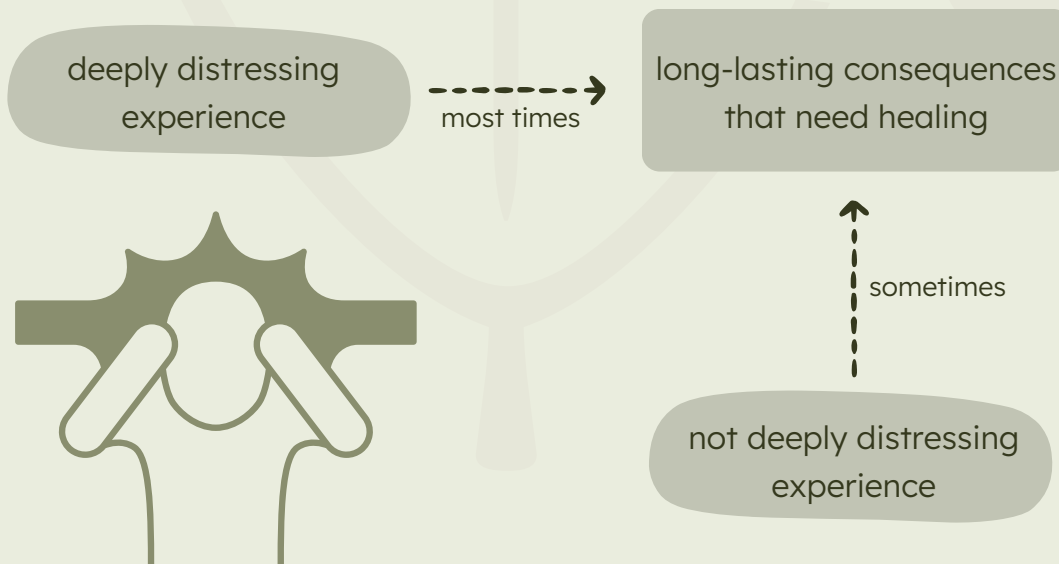 deeply distressing
experience
most times
long-lasting consequences
that need healing
sometimes
not deeply distressing
experience